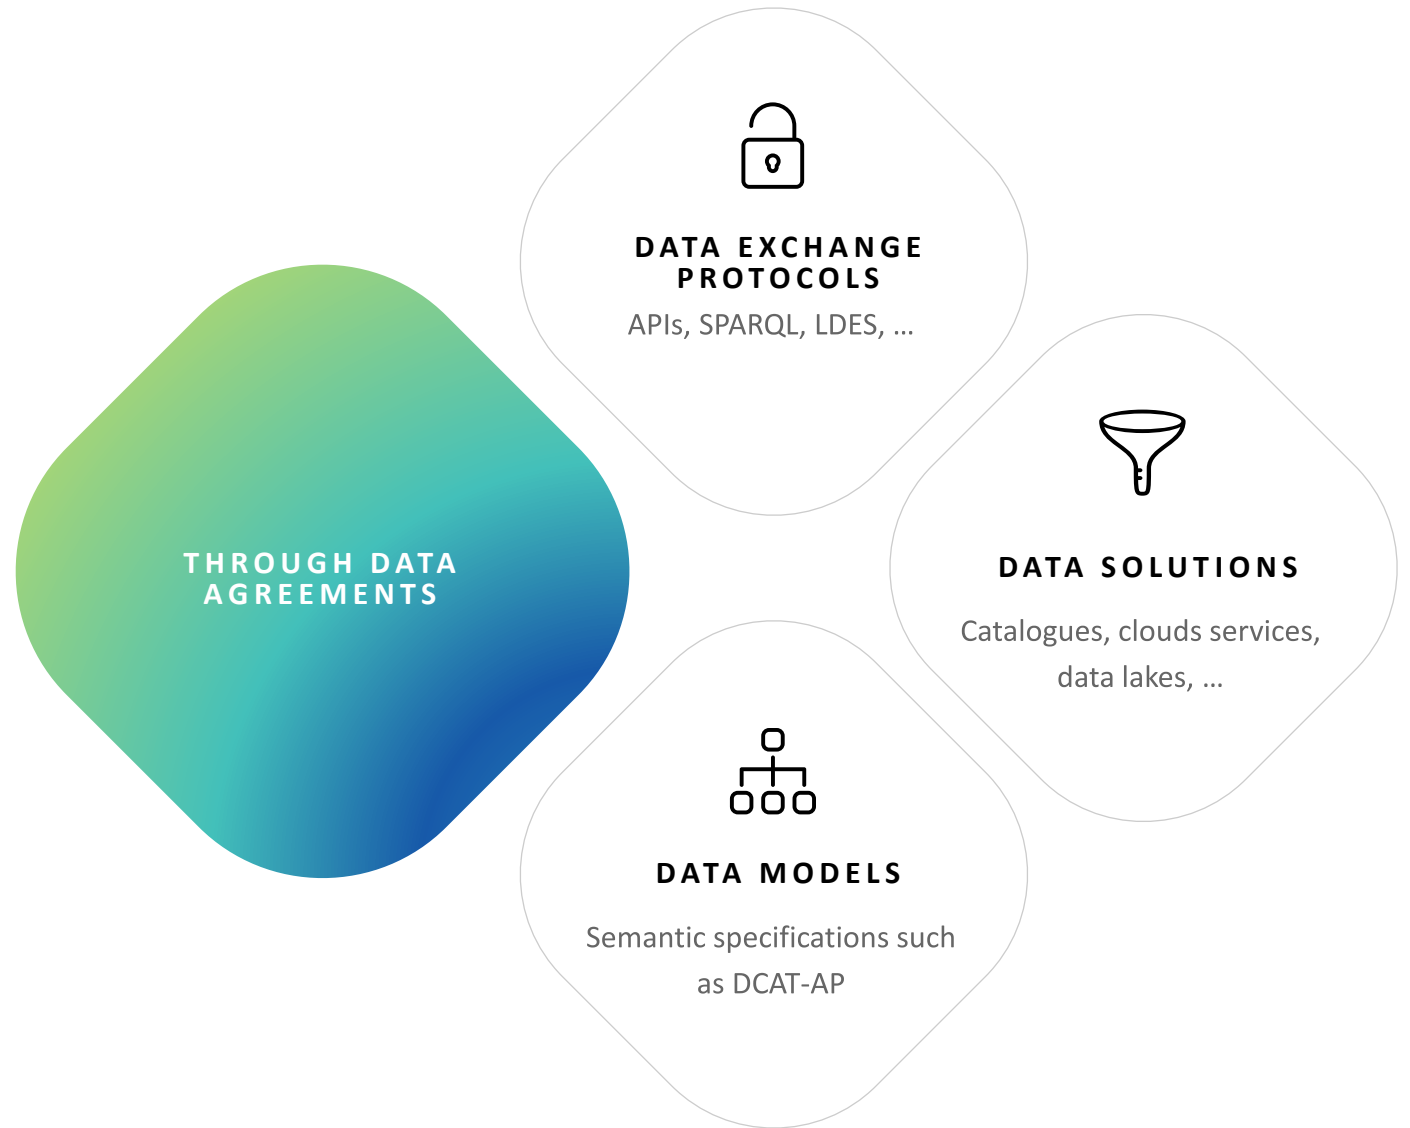 THROUGH DATA
AGREEMENTS
DATA EXCHANGE
PROTOCOLS
APIs, SPARQL, LDES, ...
DATA SOLUTIONS
Catalogues, clouds services,
data lakes, ...
DATA MODELS
Semantic specifications such
as DCAT-AP